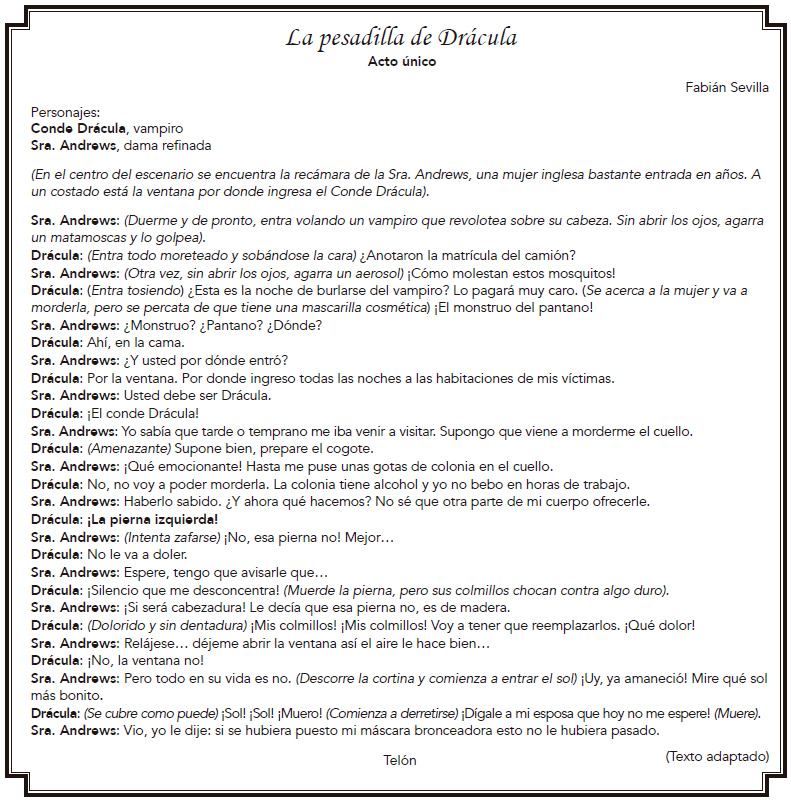 La pesadilla de Drácula
Acto único
Fabián Sevilla
Personajes:
Conde Drácula, vampiro
Sra. Andrews, dama refinada
(En el centro del escenario se encuentra la recámara de la Sra. Andrews, una mujer inglesa bastante entrada en años. A
un costado está la ventana por donde ingresa el Conde Drácula).
Sra. Andrews: (Duerme y de pronto, entra volando un vampiro que revolotea sobre su cabeza. Sin abrir los ojos, agarra
un matamoscas y lo golpea).
Drácula: (Entra todo moreteado y sobándose la cara) ¿Anotaron la matrícula del camión?
Sra. Andrews: (Otra vez, sin abrir los ojos, agarra un aerosol) ¡Cómo molestan estos mosquitos!
Drácula: (Entra tosiendo) ¿Esta es la noche de burlarse del vampiro? Lo pagará muy caro. (Se acerca a la mujer y va a
morderla, pero se percata de que tiene una mascarilla cosmética) ¡El monstruo del pantano!
Sra. Andrews: ¿Monstruo? ¿Pantano? ¿Dónde?
Drácula: Ahí, en la cama.
Sra. Andrews: ¿Y usted por dónde entró?
Drácula: Por la ventana. Por donde ingreso todas las noches a las habitaciones de mis víctimas.
Sra. Andrews: Usted debe ser Drácula.
Drácula: ¡El conde Drácula!
Sra. Andrews: Yo sabía que tarde o temprano me iba venir a visitar. Supongo que viene a morderme el cuello.
Drácula: (Amenazante) Supone bien, prepare el cogote.
Sra. Andrews: ¡Qué emocionante! Hasta me puse unas gotas de colonia en el cuello.
Drácula: No, no voy a poder morderla. La colonia tiene alcohol y yo no bebo en horas de trabajo.
Sra. Andrews: Haberlo sabido. ¿Y ahora qué hacemos? No sé que otra parte de mi cuerpo ofrecerle.
Drácula: ¡La pierna izquierda!
Sra. Andrews: (Intenta zafarse) ¡No, esa pierna no! Mejor…
Drácula: No le va a doler.
Sra. Andrews: Espere, tengo que avisarle que…
Drácula: ¡Silencio que me desconcentra! (Muerde la pierna, pero sus colmillos chocan contra algo duro).
Sra. Andrews: ¡Si será cabezadura! Le decía que esa pierna no, es de madera.
Drácula: (Dolorido y sin dentadura) ¡Mis colmillos! ¡Mis colmillos! Voy a tener que reemplazarlos. ¡Qué dolor!
Sra. Andrews: Relájese… déjeme abrir la ventana así el aire le hace bien…
Drácula: ¡No, la ventana no!
Sra. Andrews: Pero todo en su vida es no. (Descorre la cortina y comienza a entrar el sol) ¡Uy, ya amaneció! Mire qué sol
más bonito.
Drácula: (Se cubre como puede) ¡Sol! ¡Sol! ¡Muero! (Comienza a derretirse) ¡Dígale a mi esposa que hoy no me espere! (Muere).
Sra. Andrews: Vio, yo le dije: si se hubiera puesto mi máscara bronceadora esto no le hubiera pasado.
Telón
(Texto adaptado)